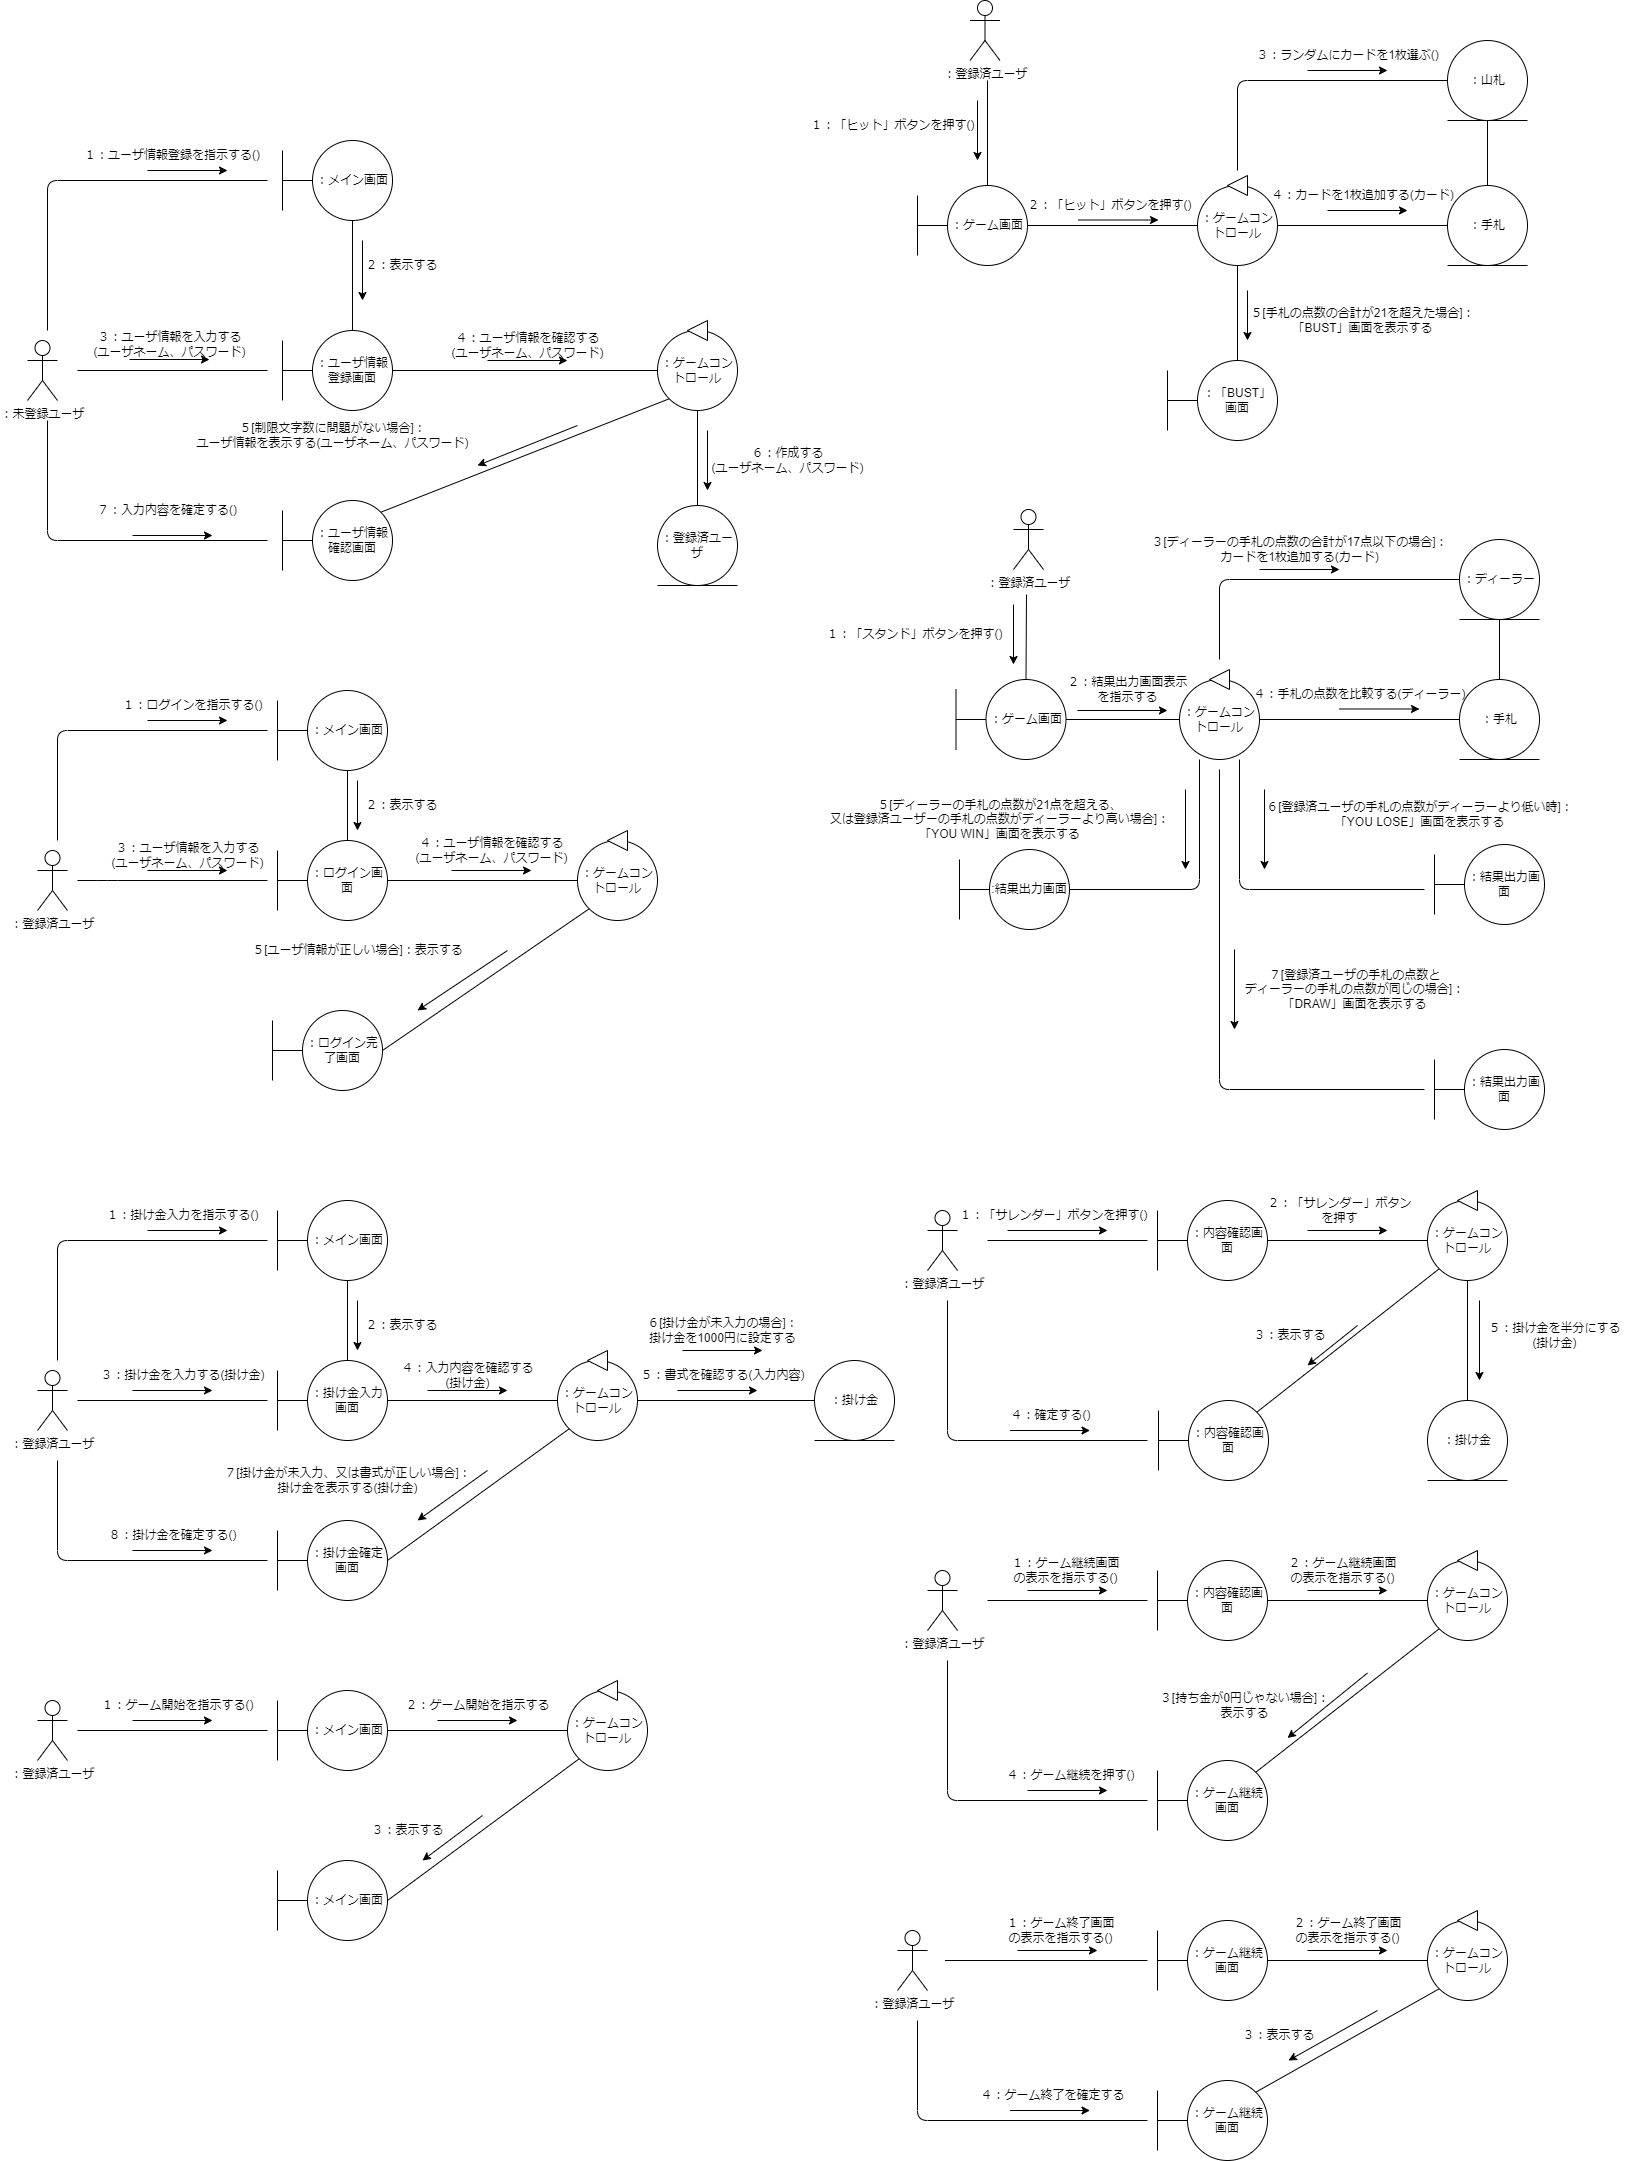 1：ユーザ情報登録を指示する()
：メイン画面
2：表示する
3：ユーザ情報を入力する
(ユーザネーム、パスワード)
：ユーザ情報
登録画面
4：ユーザ情報を確認する
(ユーザネーム、パスワード)
：ゲームコン
トロール
：未登録ユーザ
5[制限文字数に問題がない場合]：
ユーザ情報を表示する(ユーザネーム、パスワード)
6：作成する
(ユーザネーム、パスワード)
7：入力内容を確定する()
：ユーザ情報
確認画面
：登録済ユー
ザ
1：ログインを指示する()
：メイン画面
2：表示する
3：ユーザ情報を入力する
(ユーザネーム、パスワード)
：ログイン画
面
4：ユーザ情報を確認する
(ユーザネーム、パスワード)
：ゲームコン
トロール
：登録済ユーザ
5[ユーザ情報が正しい場合]：表示する
：ログイン完
了画面
1：掛け金入力を指示する()
：メイン画面
2：表示する
3：掛け金を入力する(掛け金)
：掛け金入力
画面
4：入力内容を確認する
(掛け金)
：ゲームコン
トロール
6[掛け金が未入力の場合]：
掛け金を1000円に設定する
5：書式を確認する(入力内容)
：掛け金
：登録済ユーザ
7[掛け金が未入力、又は書式が正しい場合]：
掛け金を表示する(掛け金)
8：掛け金を確定する()
：掛け金確定
画面
1：ゲーム開始を指示する()
：メイン画面
2：ゲーム開始を指示する
：ゲームコン
トロール
：登録済ユーザ
3：表示する
：メイン画面
：登録済ユーザ
1：「ヒット」ボタンを押す()
：ゲーム画面
2：「ヒット」ボタンを押す()
：ゲームコン
トロール
3：ランダムにカードを1枚選ぶ()
：山札
4：カードを1枚追加する(カード)
：手札
5[手札の点数の合計が21を超えた場合]：
「BUST」画面を表示する
：「BUST」
画面
：登録済ユーザ
1：「スタンド」ボタンを押す()
：ゲーム画面
2：結果出力画面表示
を指示する
：ゲームコン
トロール
3[ディーラーの手札の点数の合計が17点以下の場合]：
カードを1枚追加する(カード)
：ディーラー
4：手札の点数を比較する(ディーラー)
：手札
5[ディーラーの手札の点数が21点を超える、
又は登録済ユーザーの手札の点数がディーラーより高い場合]：
「YOU WIN」画面を表示する
:結果出力画面
6[登録済ユーザの手札の点数がディーラーより低い時]：
「YOU LOSE」画面を表示する
：結果出力画
面
7[登録済ユーザの手札の点数と
ディーラーの手札の点数が同じの場合]：
「DRAW」画面を表示する
：結果出力画
面
1：「サレンダー」ボタンを押す()
：登録済ユーザ
：内容確認画
面
2：「サレンダー」ボタン
を押す
：ゲームコン
トロール
3：表示する
5：掛け金を半分にする
(掛け金)
4：確定する()
：内容確認画
面
：掛け金
1：ゲーム継続画面
の表示を指示する()
：登録済ユーザ
：内容確認画
面
2：ゲーム継続画面
の表示を指示する()
：ゲームコン
トロール
3[持ち金が0円じゃない場合]：
表示する
4：ゲーム継続を押す()
：ゲーム継続
画面
1：ゲーム終了画面
の表示を指示する()
：登録済ユーザ
：ゲーム継続
画面
2：ゲーム終了画面
の表示を指示する()
：ゲームコン
トロール
3：表示する
4：ゲーム終了を確定する
：ゲーム継続
画面